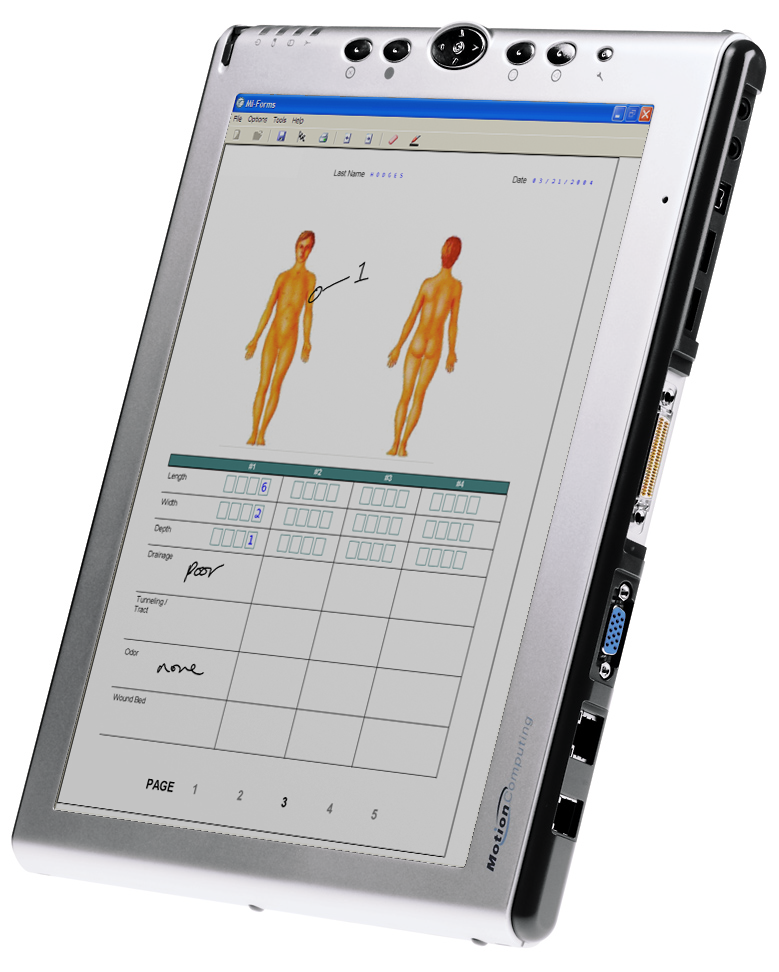 Mi-Forms
File Options Tools Help
Last Name HODGES Date 03/21/2004
1
#1 #2 #3 #4
Length 6
Width 2
Depth 1
Drainage poor
Tunneling /
Tract
Odor none
Wound Bed
PAGE 1 2 3 4 5
Motion Computing